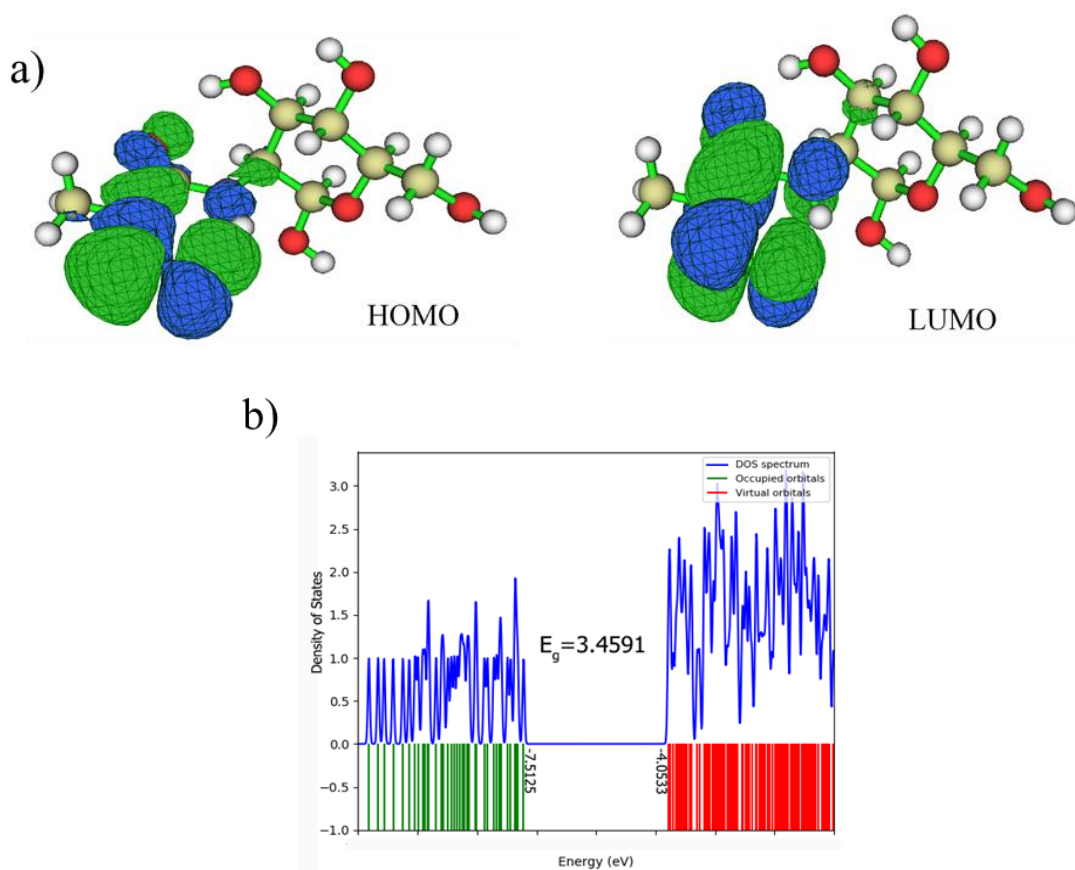 a)
HOMO
LUMO
b)
DOS spectrum
Occupied orbitals
Virtual orbitals
3.0
2.5
2.0
1.5
1.0
0.5
0.0
−0.5
−1.0
Density of States
Eg=3.4591
-7.5125
-4.0533
Energy (eV)